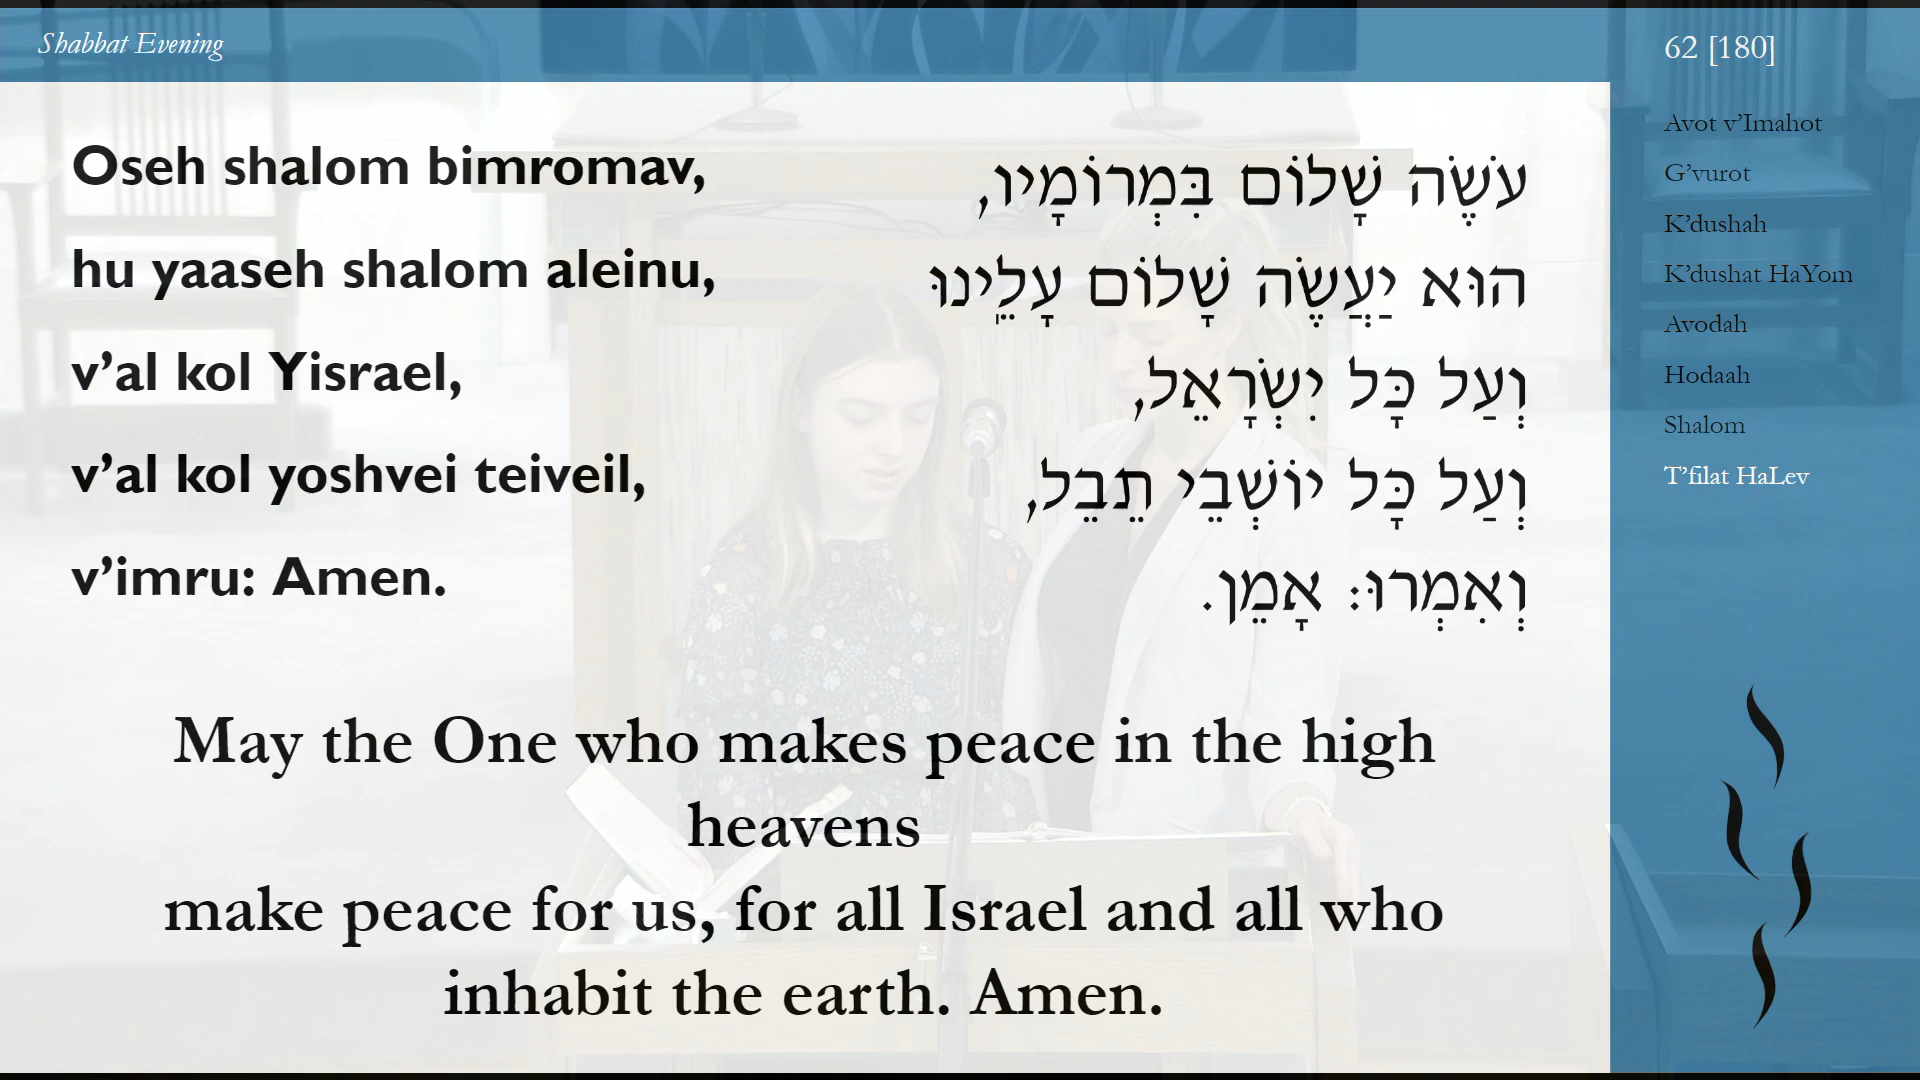 Shabbat Evening
62 [180]
Oseh shalom bimromav,
hu yaaseh shalom aleinu,
v’al kol Yisrael,
v’al kol yoshvei teiveil,
v’imru: Amen.
עֹשֶׂה שָׁלוֹם בִּמְרוֹמָיו,
הוּא יַעֲשֶׂה שָׁלוֹם עָלֵֽינוּ
וְעַל כָּל יִשְׂרָאֵל,
וְעַל כָּל יוֹשְׁבֵי תֵבֵל,
וְאִמְרוּ: אָמֵן.
May the One who makes peace in the high
heavens
make peace for us, for all Israel and all who
inhabit the earth. Amen.
Avot v’Imahot
G’vurot
K’dushah
K’dushat HaYom
Avodah
Hodaah
Shalom
T’filat HaLev